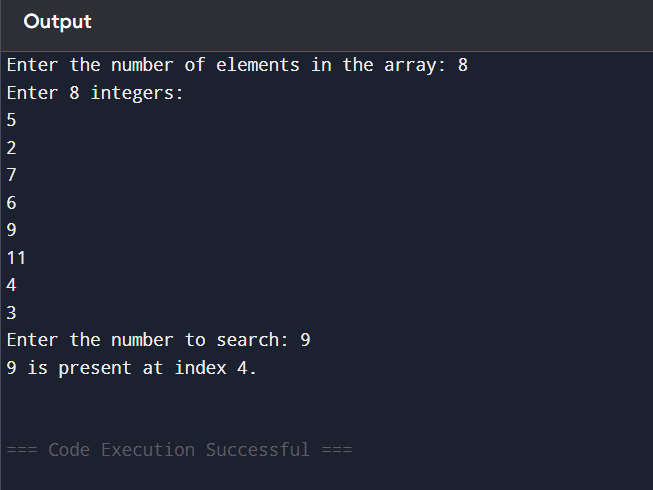 Output
Enter the number of elements in the array: 8
Enter 8 integers:
5
2
7
6
9
11
4
3
Enter the number to search: 9
9 is present at index 4.
=== Code Execution Successful ===